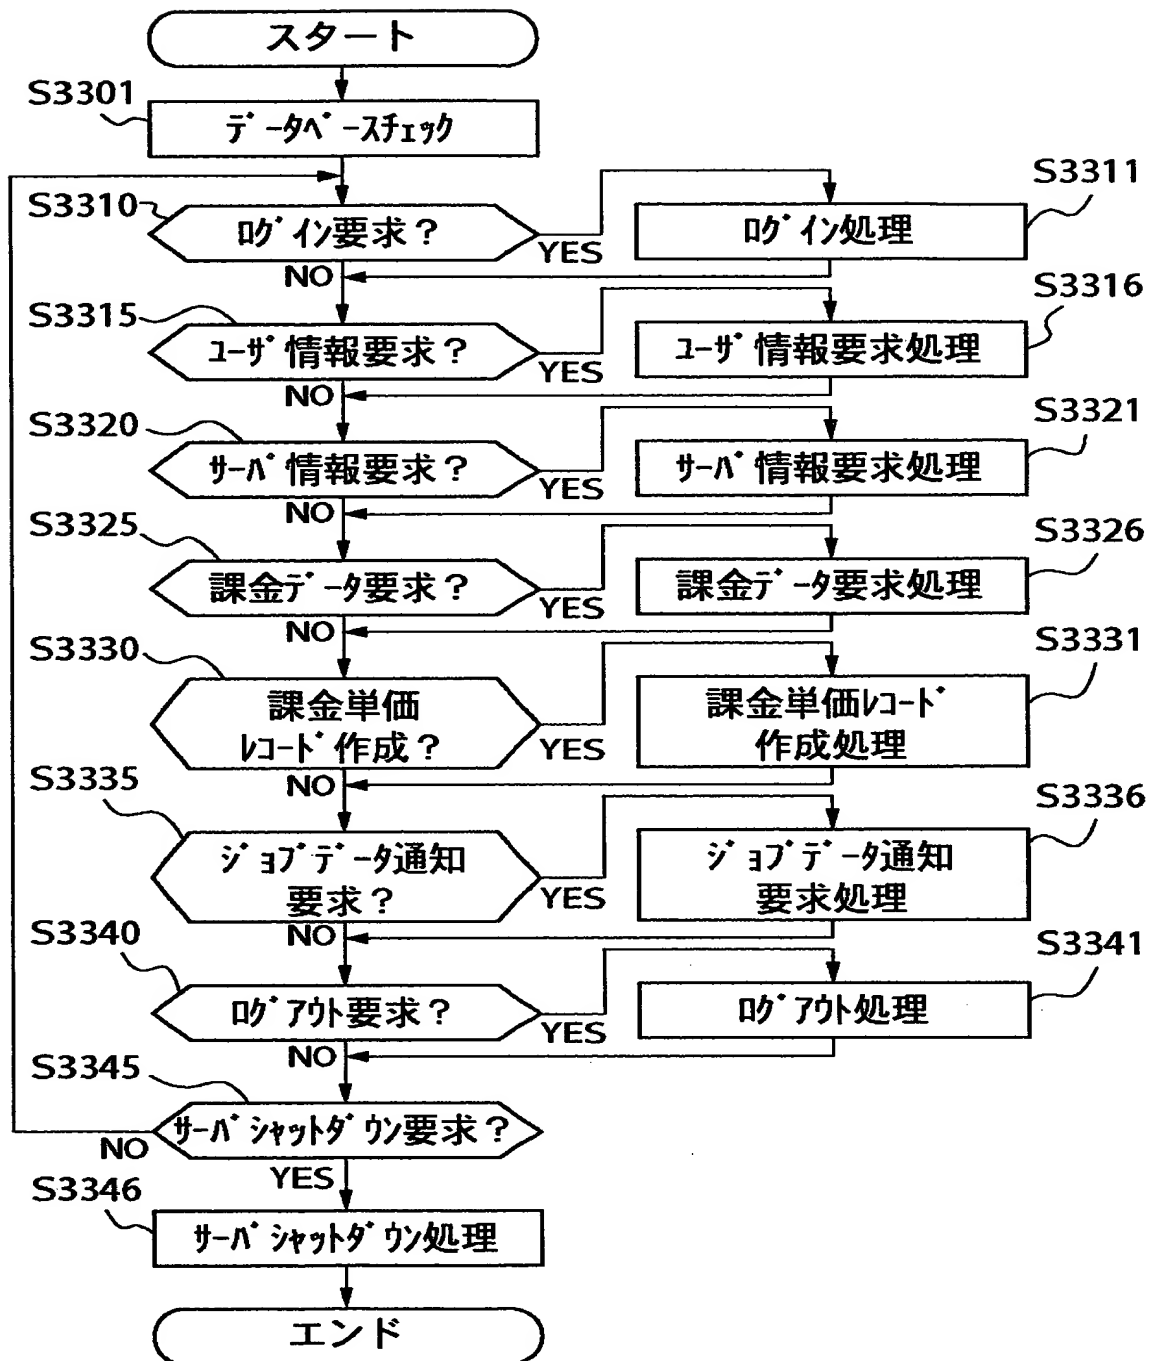 スタート
S3301
データベースチェック
S3310
ログイン要求？
YES
NO
S3311
ログイン処理
S3315
ユーザ情報要求？
YES
NO
S3316
ユーザ情報要求処理
S3320
サーバ情報要求？
YES
NO
S3321
サーバ情報要求処理
S3325
課金データ要求？
YES
NO
S3326
課金データ要求処理
S3330
課金単価
レコード作成？
YES
NO
S3331
課金単価レコード
作成処理
S3335
ジョブデータ通知
要求？
YES
NO
S3336
ジョブデータ通知
要求処理
S3340
ログアウト要求？
YES
NO
S3341
ログアウト処理
S3345
サーバシャットダウン要求？
NO
YES
S3346
サーバシャットダウン処理
エンド